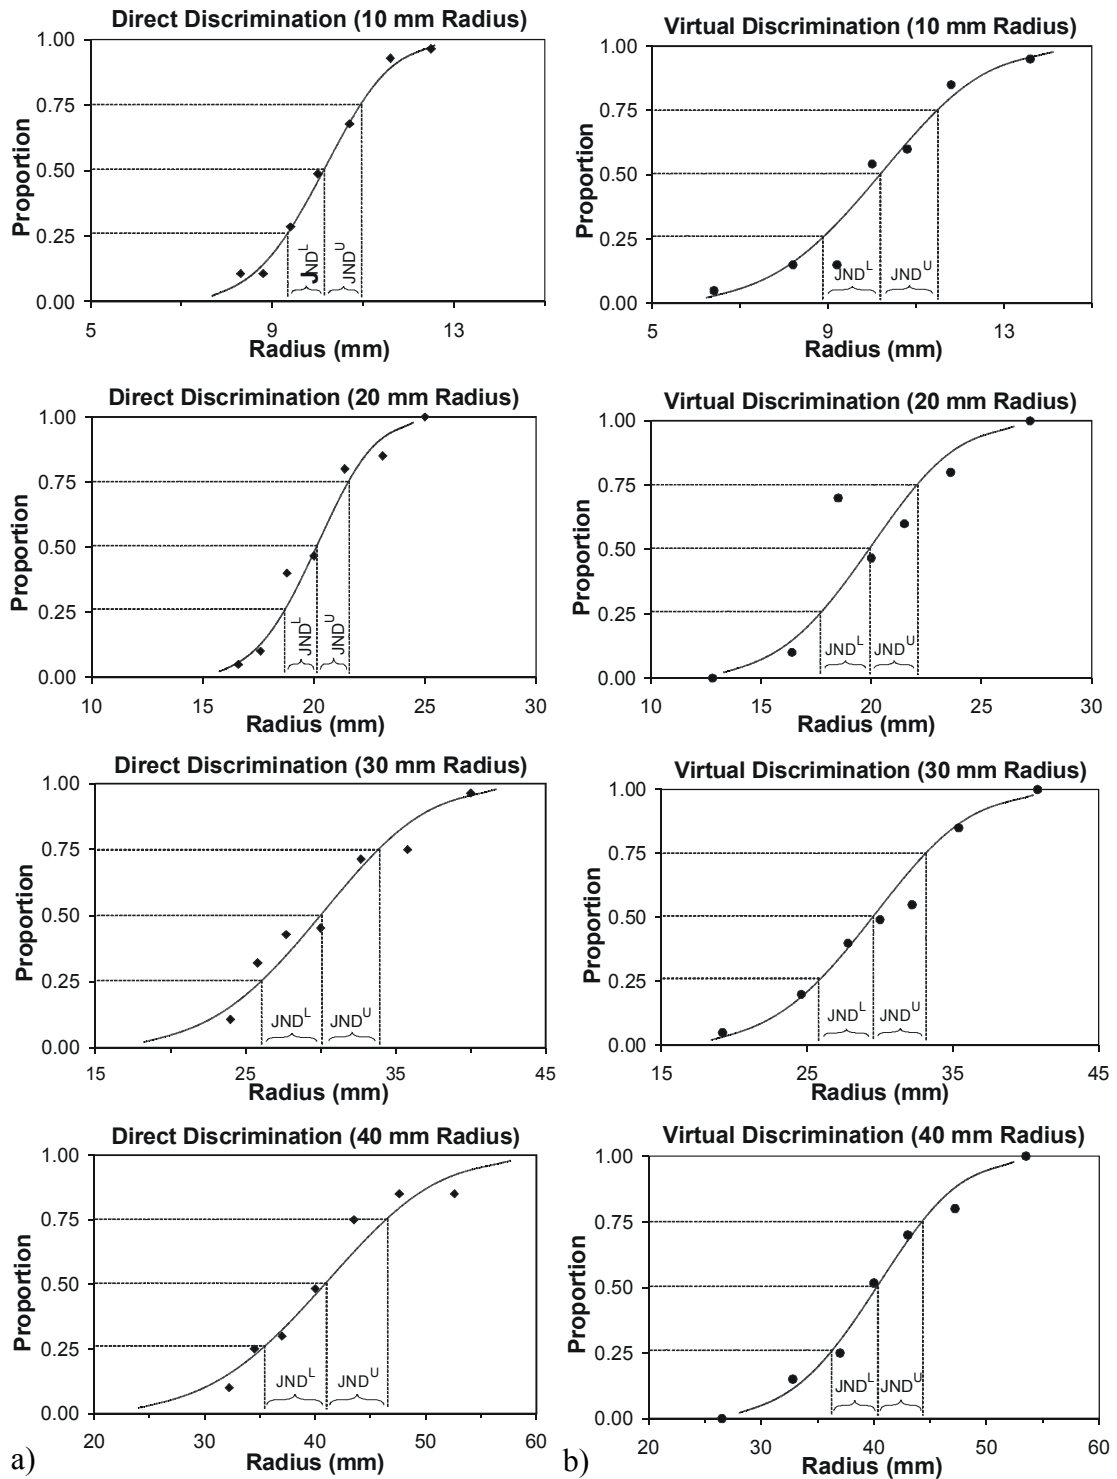 Direct Discrimination (10 mm Radius)
Proportion
1.00
0.75
0.50
0.25
0.00
JND^L
JND^U
5
9
13
Radius (mm)
Virtual Discrimination (10 mm Radius)
Proportion
1.00
0.75
0.50
0.25
0.00
JND^L
JND^U
5
9
13
Radius (mm)
Direct Discrimination (20 mm Radius)
Proportion
1.00
0.75
0.50
0.25
0.00
JND^L
JND^U
10
15
20
25
30
Radius (mm)
Virtual Discrimination (20 mm Radius)
Proportion
1.00
0.75
0.50
0.25
0.00
JND^L
JND^U
10
15
20
25
30
Radius (mm)
Direct Discrimination (30 mm Radius)
Proportion
1.00
0.75
0.50
0.25
0.00
JND^L
JND^U
15
25
35
45
Radius (mm)
Virtual Discrimination (30 mm Radius)
Proportion
1.00
0.75
0.50
0.25
0.00
JND^L
JND^U
15
25
35
45
Radius (mm)
Direct Discrimination (40 mm Radius)
Proportion
1.00
0.75
0.50
0.25
0.00
JND^L
JND^U
20
30
40
50
60
Radius (mm)
a)
Virtual Discrimination (40 mm Radius)
Proportion
1.00
0.75
0.50
0.25
0.00
JND^L
JND^U
20
30
40
50
60
Radius (mm)
b)